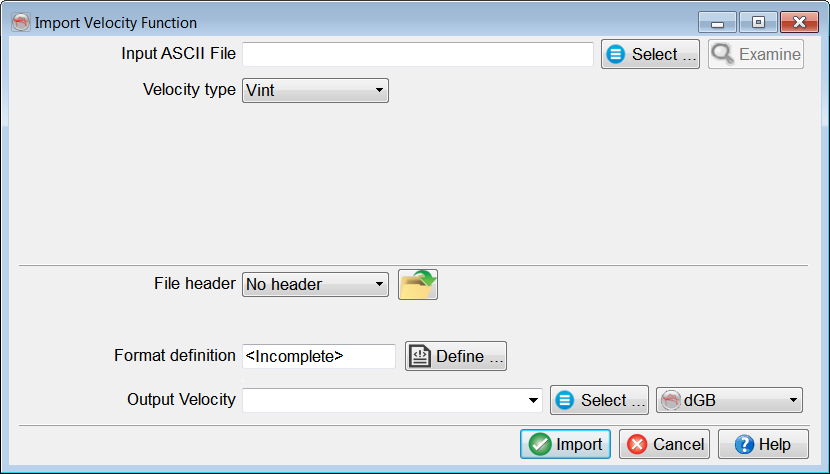 Import Velocity Function
Input ASCII File Select ... Examine
Velocity type Vint
File header No header
Format definition <Incomplete> Define ...
Output Velocity Select ... dGB
Import Cancel Help